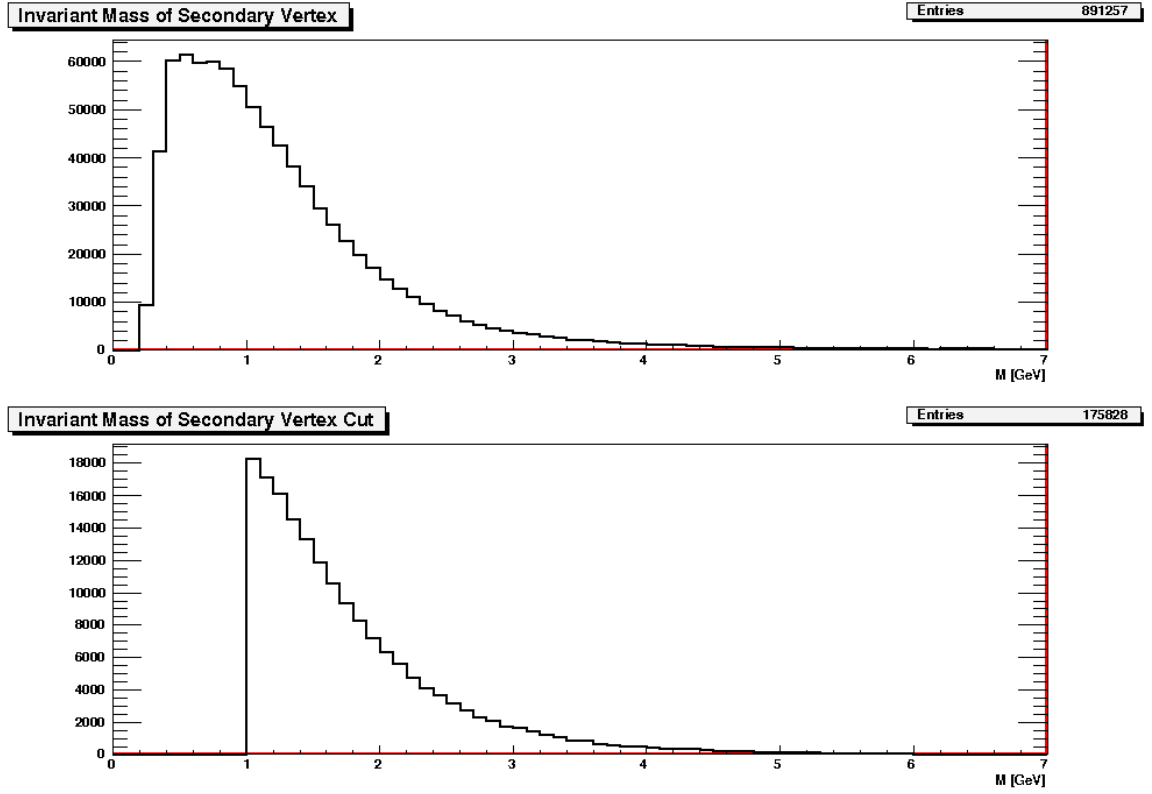 Invariant Mass of Secondary Vertex
Entries 891257
60000
50000
40000
30000
20000
10000
0
0 1 2 3 4 5 6 7
M [GeV]
Invariant Mass of Secondary Vertex Cut
Entries 175828
18000
16000
14000
12000
10000
8000
6000
4000
2000
0
0 1 2 3 4 5 6 7
M [GeV]